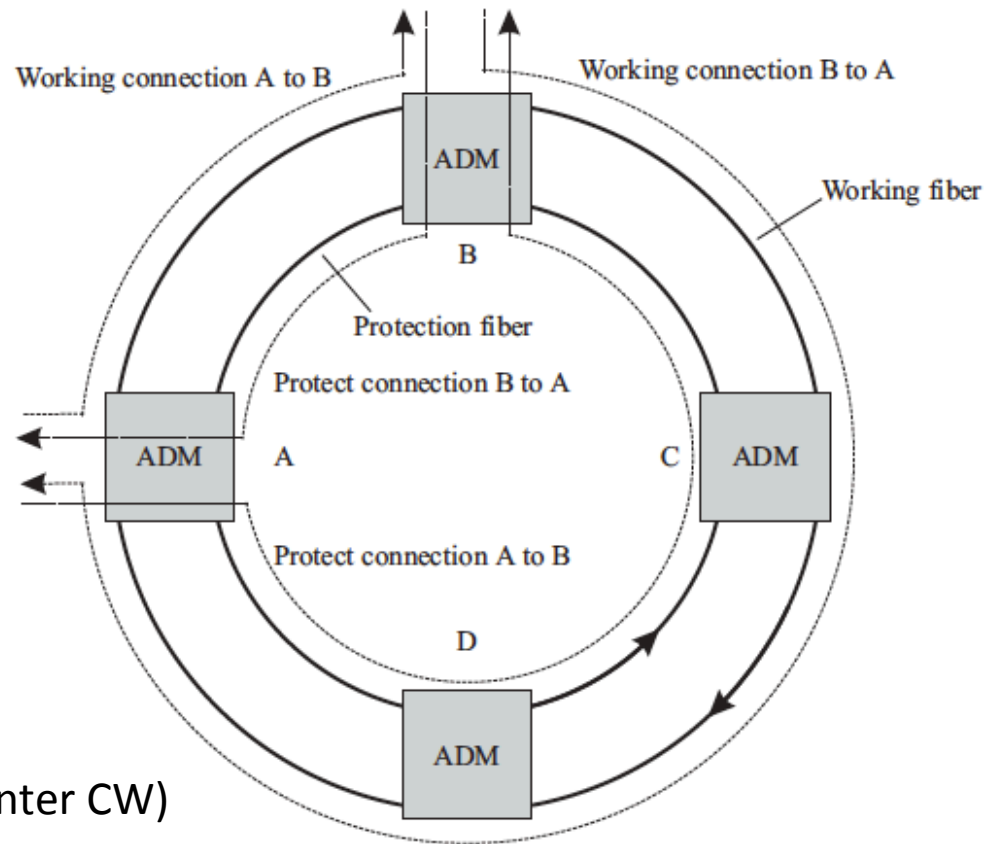 Working connection A to B
Working connection B to A
ADM
Working fiber
B
Protection fiber
Protect connection B to A
ADM
A
C
ADM
Protect connection A to B
D
ADM
nter CW)